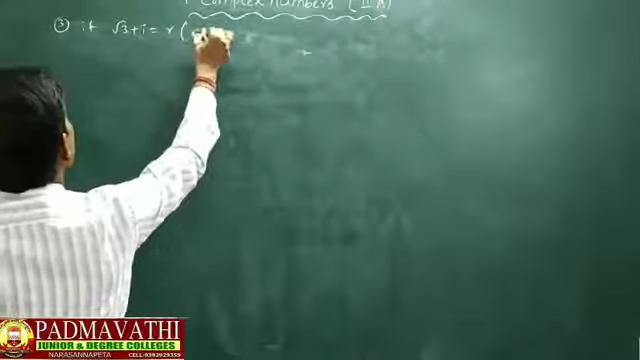 Complex numbers (II A)
③ if √3+i = r (
PADMAVATHI
JUNIOR & DEGREE COLLEGES
NARASANNAPETA